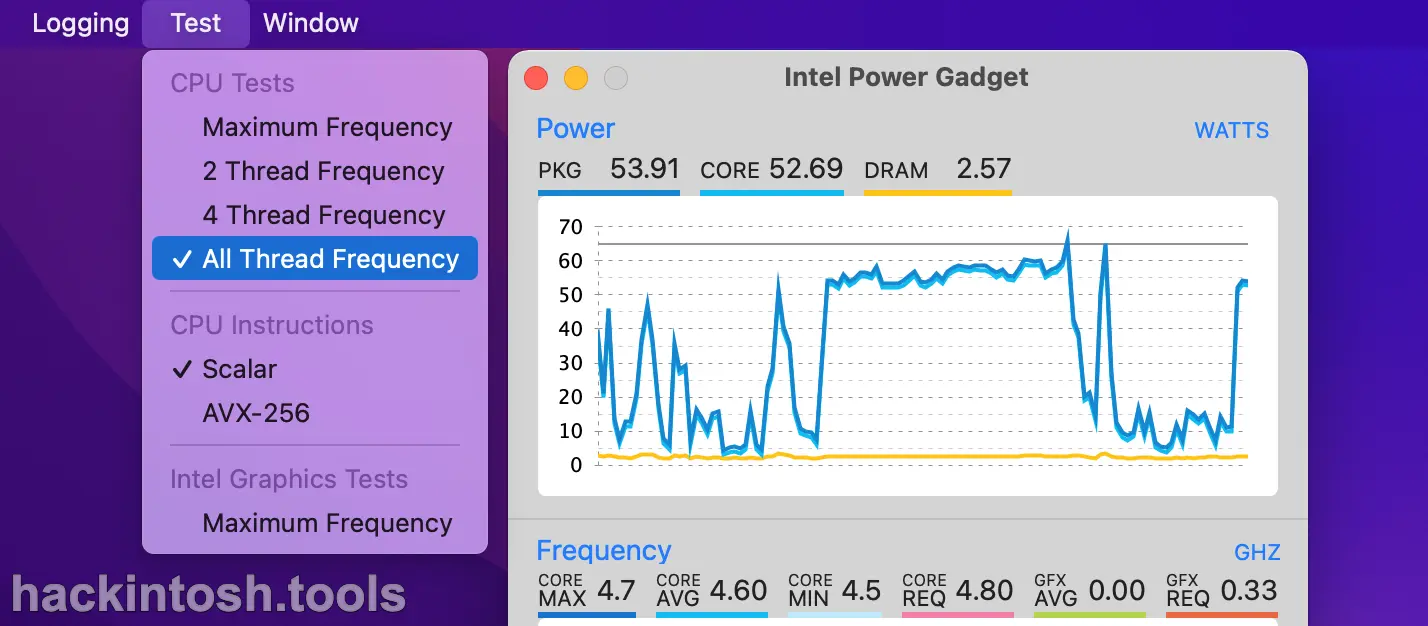 Logging Test Window
CPU Tests
Maximum Frequency
2 Thread Frequency
4 Thread Frequency
✓ All Thread Frequency
CPU Instructions
✓ Scalar
AVX-256
Intel Graphics Tests
Maximum Frequency
Intel Power Gadget
Power WATTS
PKG 53.91 CORE 52.69 DRAM 2.57
70
60
50
40
30
20
10
0
Frequency GHZ
CORE MAX 4.7 CORE AVG 4.60 CORE MIN 4.5 CORE REQ 4.80 GFX AVG 0.00 GFX REQ 0.33
hackintosh.tools